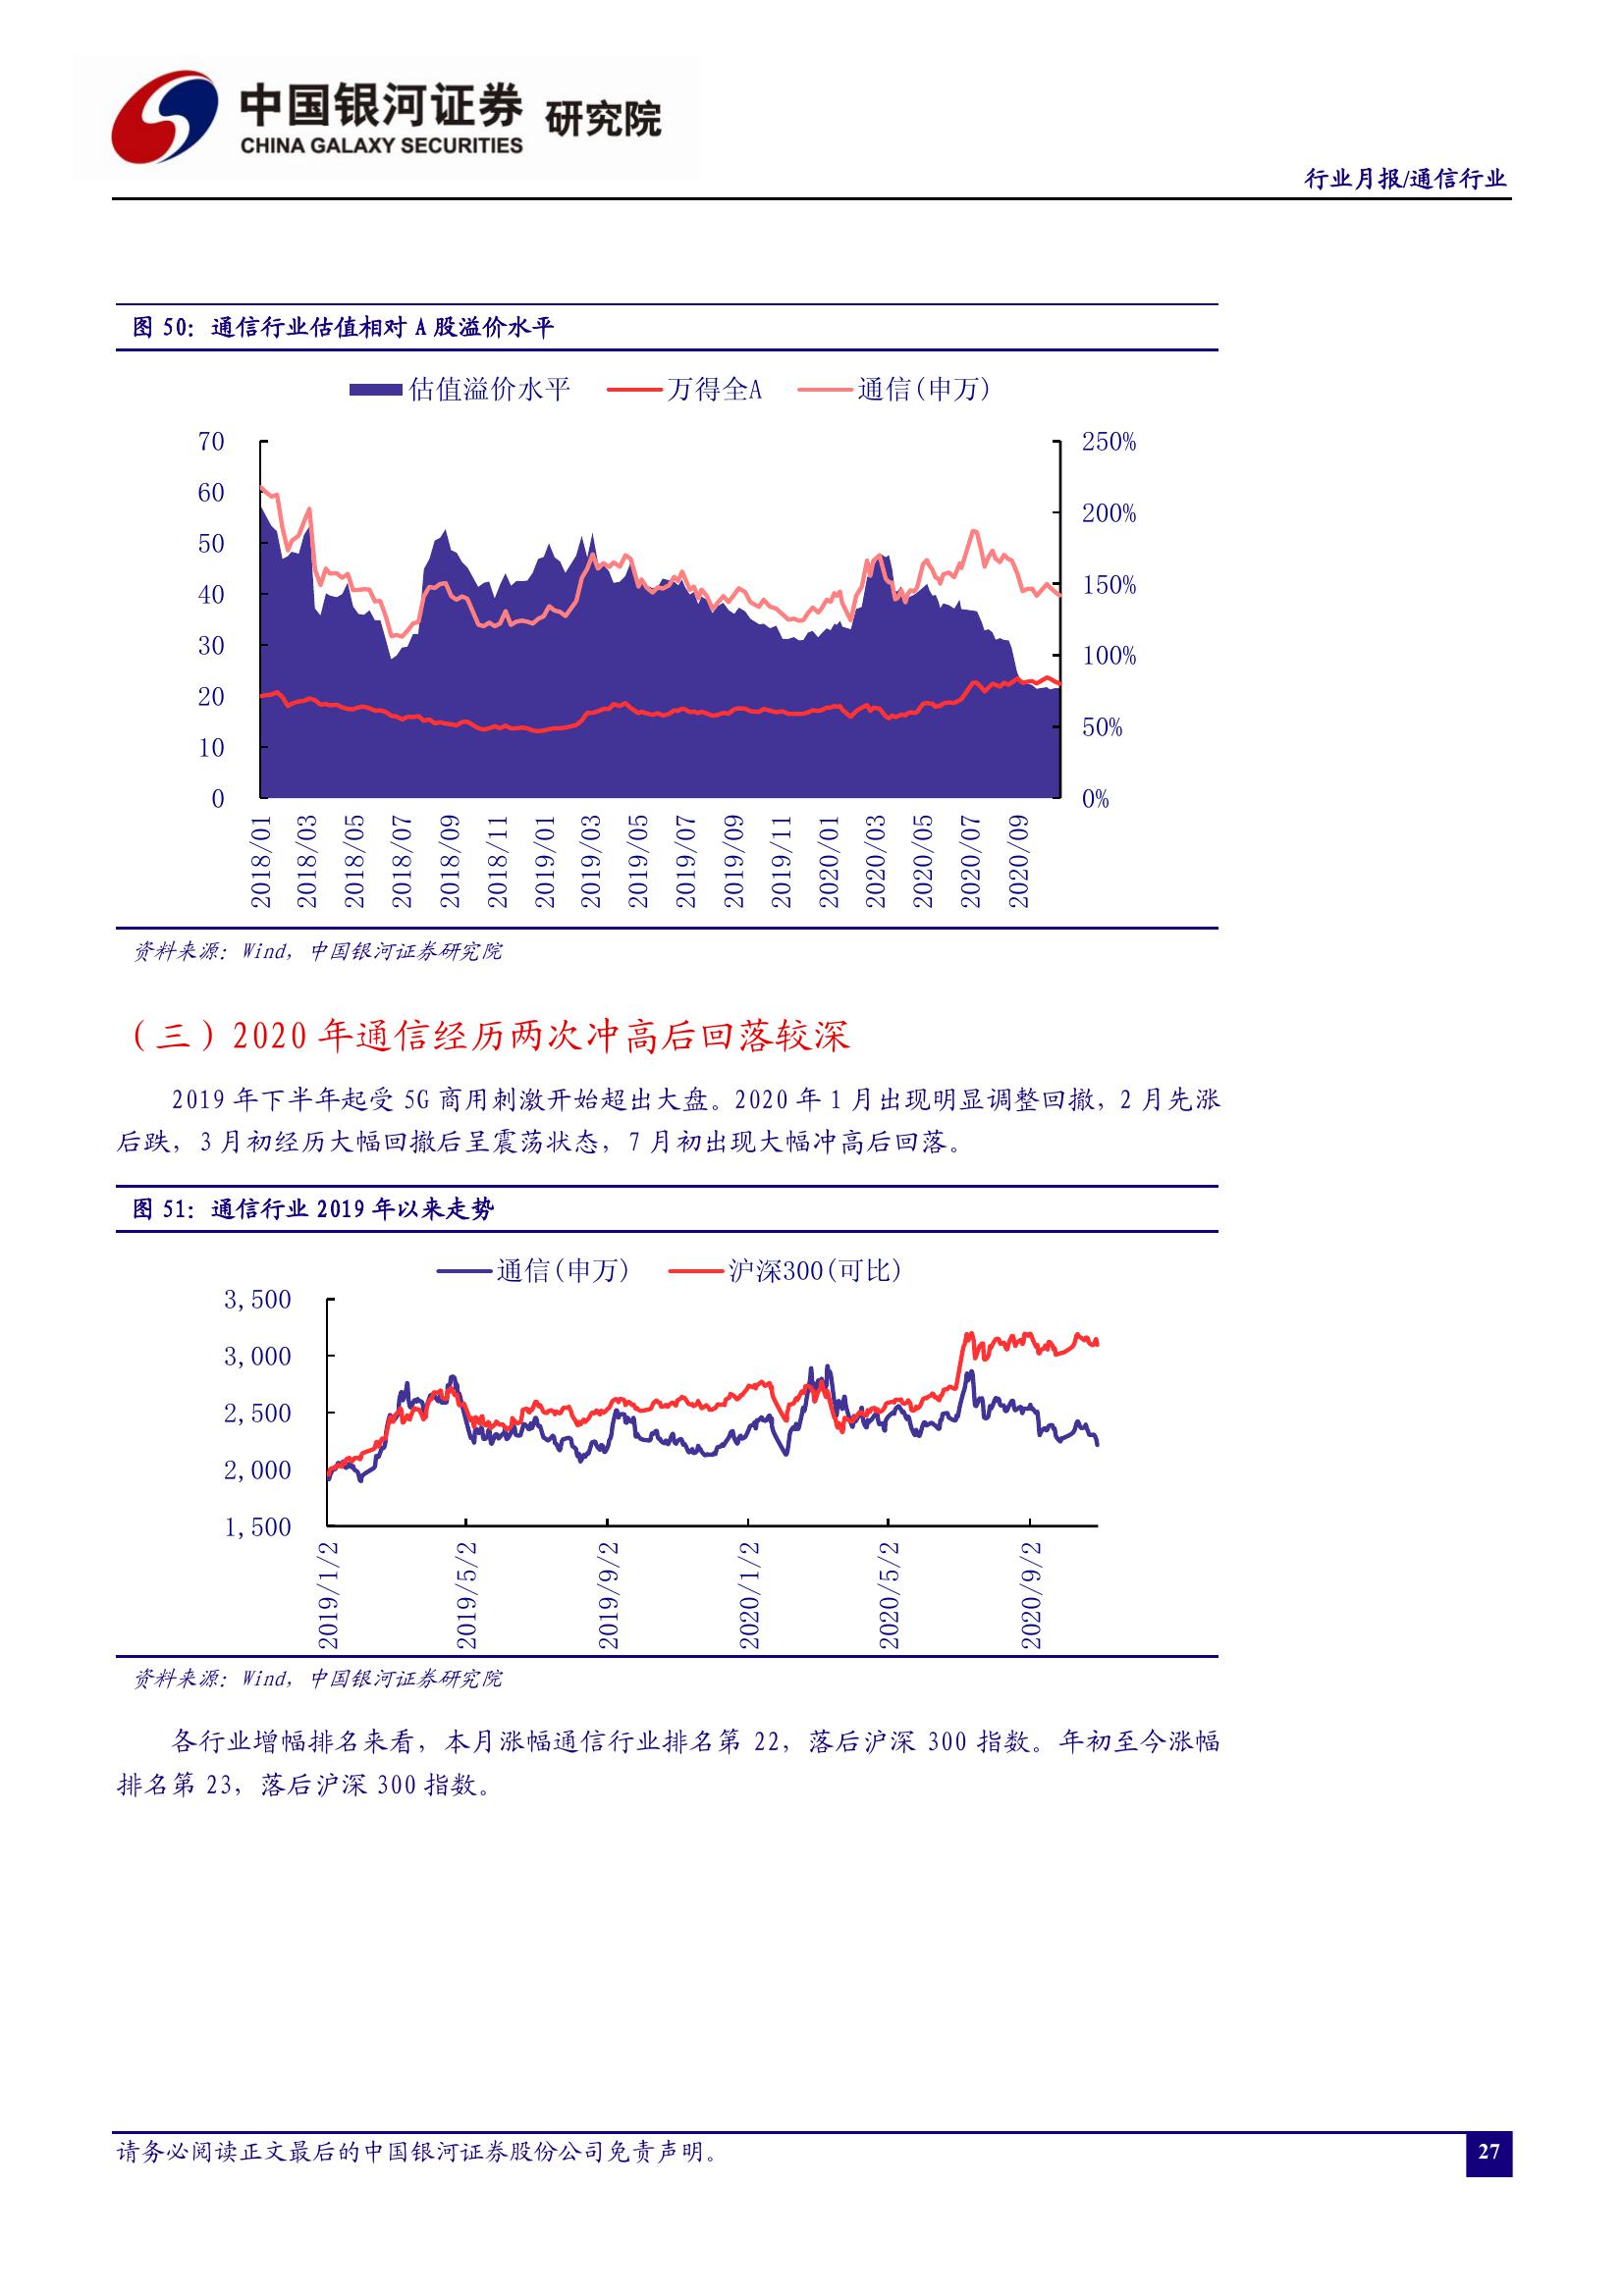 中国银河证券 研究院
CHINA GALAXY SECURITIES
行业月报/通信行业
图 50：通信行业估值相对 A 股溢价水平
估值溢价水平 万得全A 通信(申万)
70
60
50
40
30
20
10
0
250%
200%
150%
100%
50%
0%
2018/01
2018/03
2018/05
2018/07
2018/09
2018/11
2019/01
2019/03
2019/05
2019/07
2019/09
2019/11
2020/01
2020/03
2020/05
2020/07
2020/09
资料来源：Wind，中国银河证券研究院
（三）2020 年通信经历两次冲高后回落较深
2019 年下半年起受 5G 商用刺激开始超出大盘。2020 年 1 月出现明显调整回撤，2 月先涨
后跌，3 月初经历大幅回撤后呈震荡状态，7 月初出现大幅冲高后回落。
图 51：通信行业 2019 年以来走势
通信(申万) 沪深300(可比)
3,500
3,000
2,500
2,000
1,500
2019/1/2
2019/5/2
2019/9/2
2020/1/2
2020/5/2
2020/9/2
资料来源：Wind，中国银河证券研究院
各行业增幅排名来看，本月涨幅通信行业排名第 22，落后沪深 300 指数。年初至今涨幅
排名第 23，落后沪深 300 指数。
请务必阅读正文最后的中国银河证券股份公司免责声明。
27